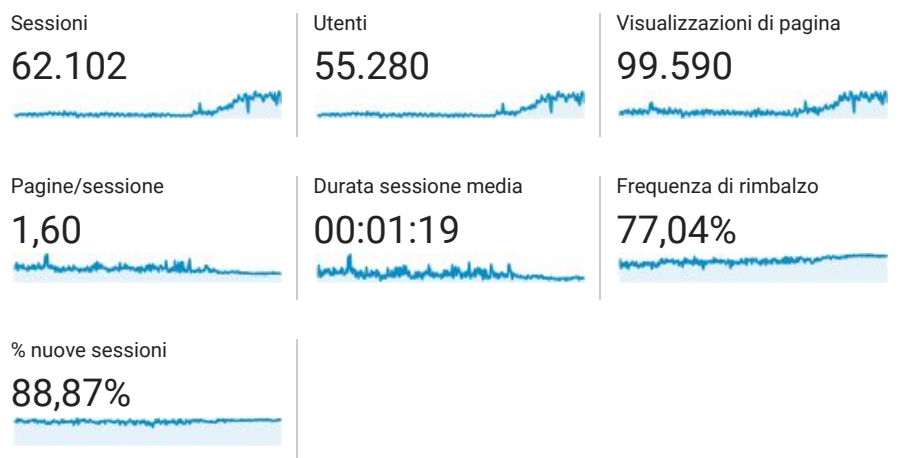 Sessioni
62.102
Utenti
55.280
Visualizzazioni di pagina
99.590
Pagine/sessione
1,60
Durata sessione media
00:01:19
Frequenza di rimbalzo
77,04%
% nuove sessioni
88,87%